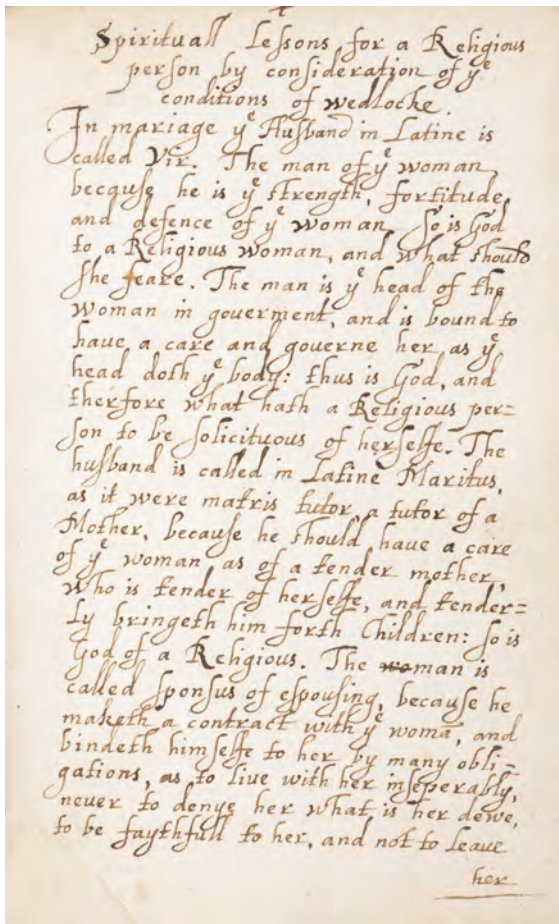 Spirituall Lessons for a Religious
person by consideration of yᵉ
conditions of wedlocke.
In mariage yᵉ Husband in Latine is
called Vir. The man of yᵉ woman,
because he is yᵉ strength, fortitude,
and defence of yᵉ woman. So is God
to a Religious woman, and what should
she feare. The man is yᵉ head of the
woman in gouerment, and is bound to
have a care and governe her as yᵉ
head doth yᵉ body: thus is God, and
therfore what hath a Religious per=
son to be solicituous of herselfe. The
husband is called in Latine Maritus,
as it were matris tutor, a tutor of a
Mother, because he should have a care
of yᵉ woman, as of a tender mother,
who is tender of herselfe, and tender=
ly bringeth him forth Children: so is
God of a Religious. The woman is
called sponsus of espousing, because he
maketh a contract with yᵉ woma, and
bindeth himselfe to her by many obli=
gations, as to live with her inseperably,
never to denye her what is her dewe,
to be faythfull to her, and not to leave
her